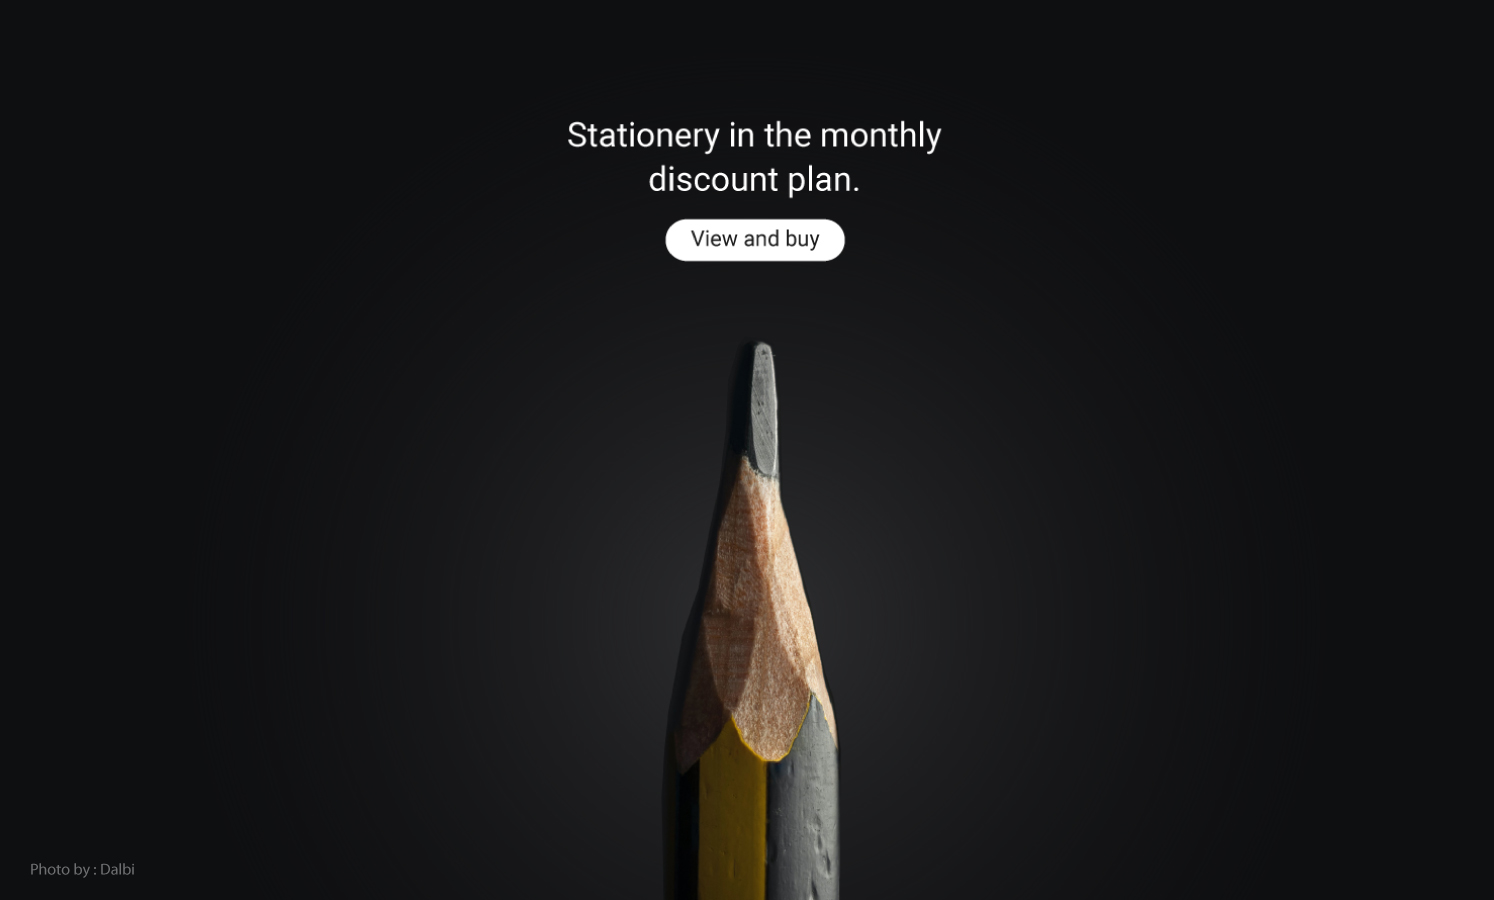 Stationery in the monthly
discount plan.
View and buy
Photo by : Dalbi